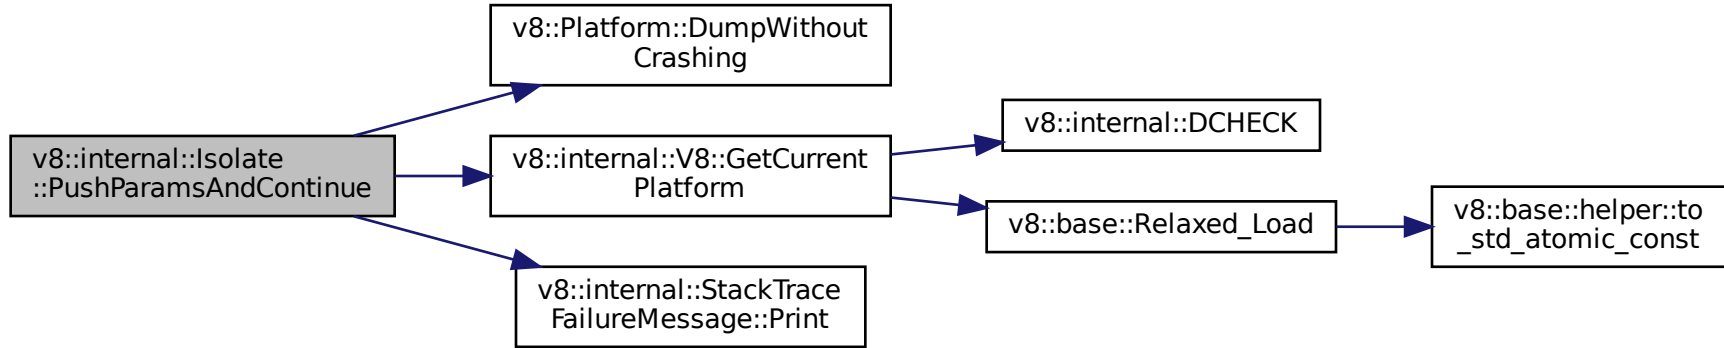 v8::Platform::DumpWithout
Crashing
v8::internal::Isolate
::PushParamsAndContinue
v8::internal::V8::GetCurrent
Platform
v8::internal::StackTrace
FailureMessage::Print
v8::internal::DCHECK
v8::base::Relaxed_Load
v8::base::helper::to
_std_atomic_const